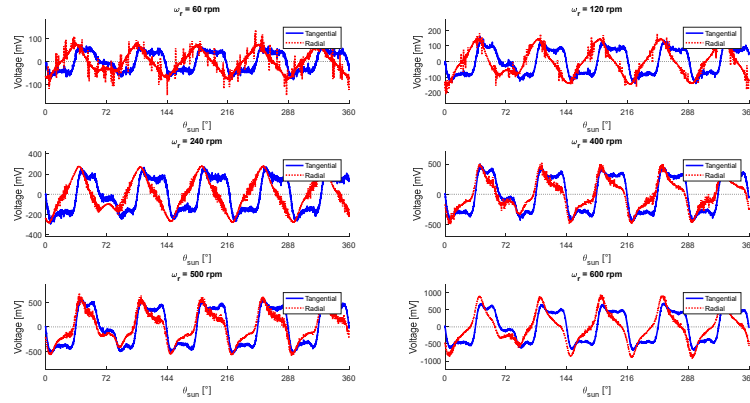 ω_r = 60 rpm
Voltage [mV]
100
0
-100
Tangential
Radial
0 72 144 216 288 360
θ_sun [°]
ω_r = 120 rpm
Voltage [mV]
200
100
0
-100
-200
Tangential
Radial
0 72 144 216 288 360
θ_sun [°]
ω_r = 240 rpm
Voltage [mV]
400
200
0
-200
-400
Tangential
Radial
0 72 144 216 288 360
θ_sun [°]
ω_r = 400 rpm
Voltage [mV]
500
0
-500
Tangential
Radial
0 72 144 216 288 360
θ_sun [°]
ω_r = 500 rpm
Voltage [mV]
500
0
-500
Tangential
Radial
0 72 144 216 288 360
θ_sun [°]
ω_r = 600 rpm
Voltage [mV]
1000
500
0
-500
-1000
Tangential
Radial
0 72 144 216 288 360
θ_sun [°]